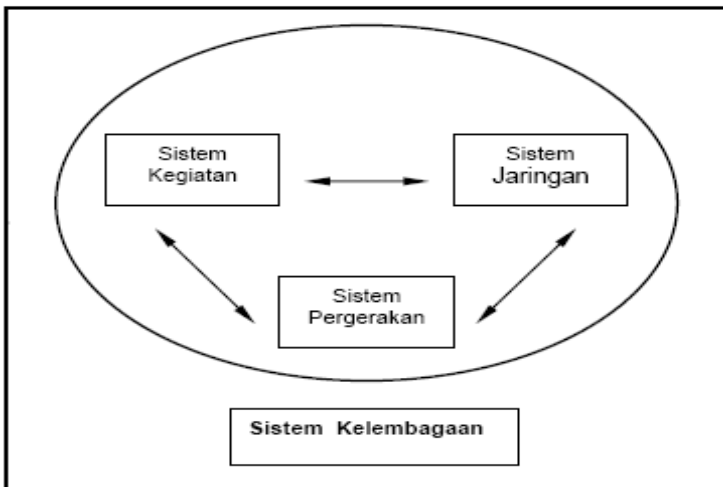 Sistem
Kegiatan
Sistem
Jaringan
Sistem
Pergerakan
Sistem Kelembagaan